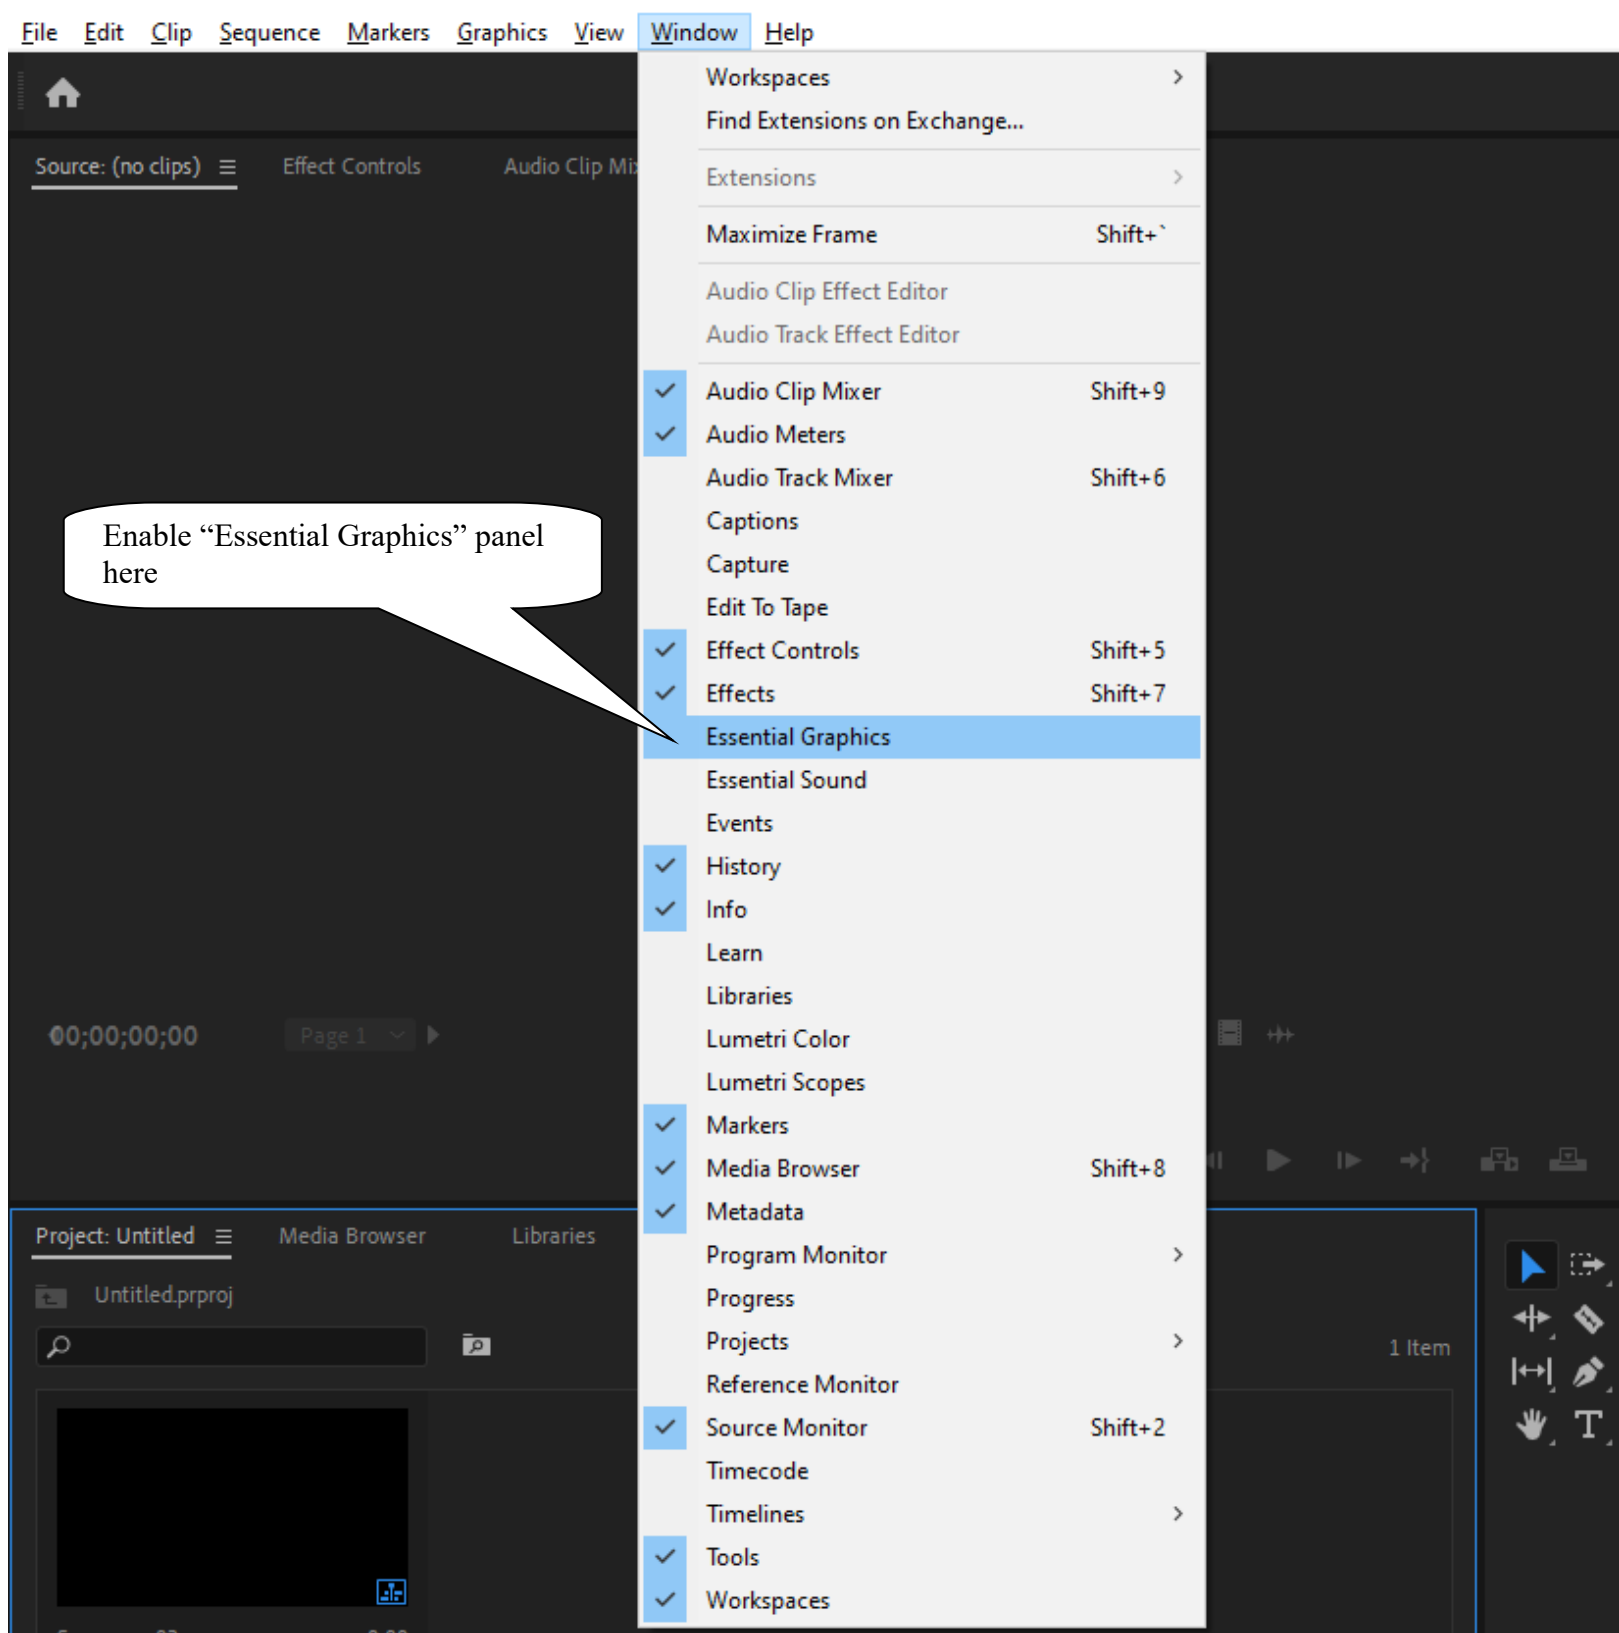 File Edit Clip Sequence Markers Graphics View Window Help
Source: (no clips) Effect Controls Audio Clip
Workspaces
Find Extensions on Exchange...
Extensions
Maximize Frame Shift+`
Audio Clip Effect Editor
Audio Track Effect Editor
Audio Clip Mixer Shift+9
Audio Meters
Audio Track Mixer Shift+6
Captions
Capture
Edit To Tape
Effect Controls Shift+5
Effects Shift+7
Essential Graphics
Essential Sound
Events
History
Info
Learn
Libraries
Lumetri Color
Lumetri Scopes
Markers
Media Browser Shift+8
Metadata
Program Monitor
Progress
Projects
Reference Monitor
Source Monitor Shift+2
Timecode
Timelines
Tools
Workspaces
Enable “Essential Graphics” panel
here
00;00;00;00 Page 1
Project: Untitled Media Browser Libraries
Untitled.prproj
1 Item